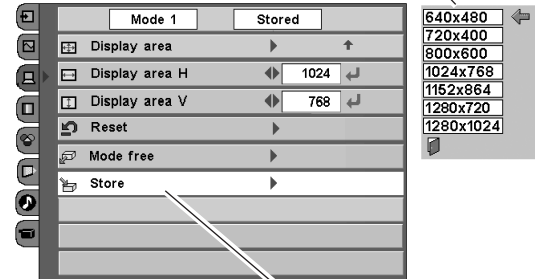 Mode 1 Stored
Display area
Display area H 1024
Display area V 768
Reset
Mode free
Store
640x480
720x400
800x600
1024x768
1152x864
1280x720
1280x1024